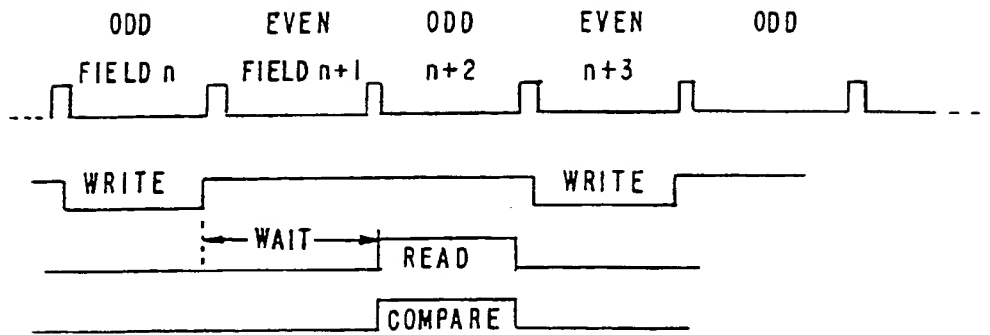 ODD EVEN ODD EVEN ODD
FIELD n FIELD n+1 n+2 n+3
WRITE WRITE
WAIT
READ
COMPARE